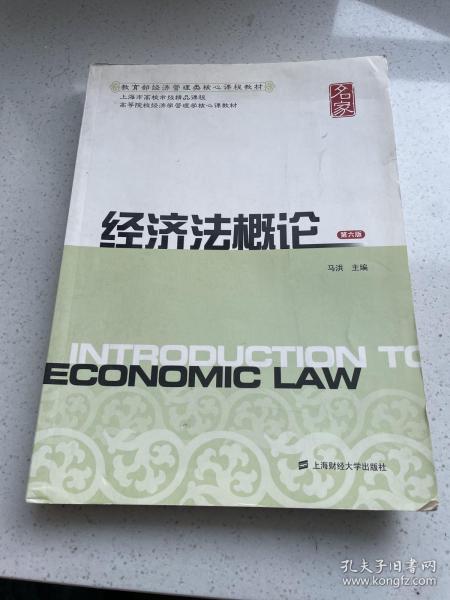 教育部经济管理类核心课程教材
上海市高校市级精品课程
高等院校经济学管理学核心课教材
名家
经济法概论
第六版
马洪 主编
INTRODUCTION TO
ECONOMIC LAW
上海财经大学出版社
孔夫子旧书网
www.kongfz.com